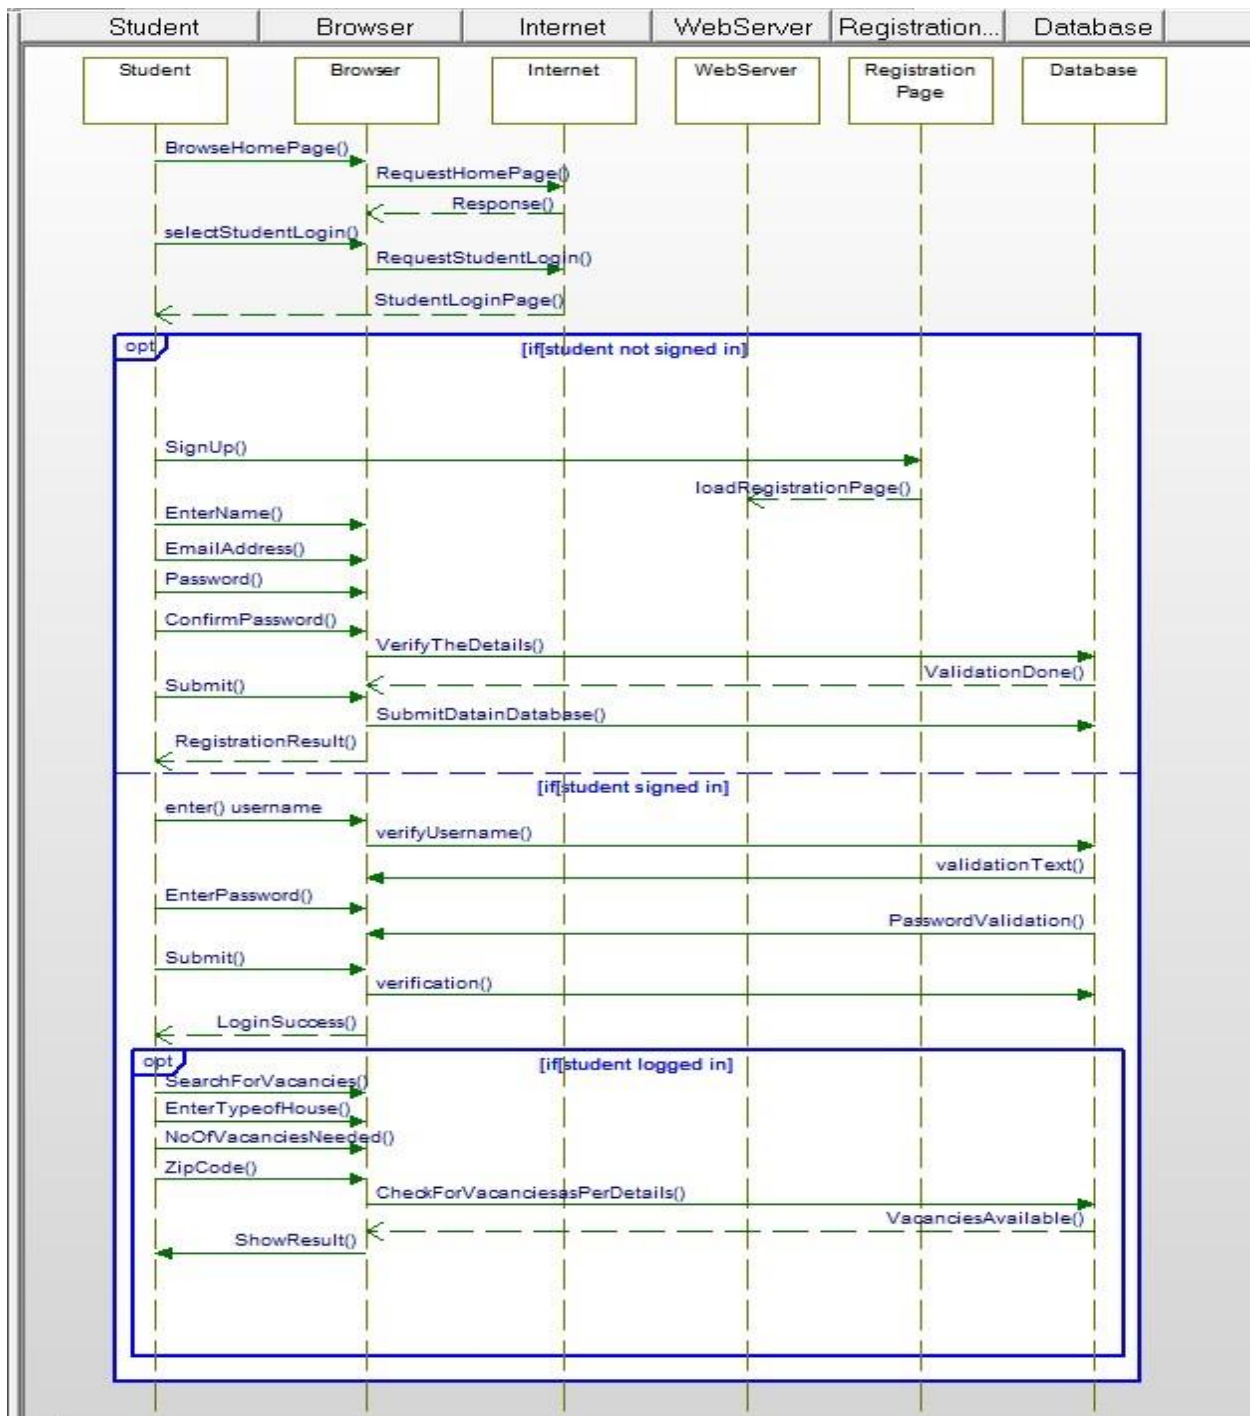 Student Browser Internet WebServer Registration... Database
Student Browser Internet WebServer Registration Database
Page
BrowseHomePage()
RequestHomePage()
Response()
selectStudentLogin()
RequestStudentLogin()
StudentLoginPage()
opt [if[student not signed in]
SignUp()
loadRegistrationPage()
EnterName()
EmailAddress()
Password()
ConfirmPassword()
VerifyTheDetails()
ValidationDone()
Submit()
SubmitDatainDatabase()
RegistrationResult()
[if[student signed in]
enter() username
verifyUsername()
validationText()
EnterPassword()
PasswordValidation()
Submit()
verification()
LoginSuccess()
opt [if[student logged in]
SearchForVacancies()
EnterTypeofHouse()
NoOfVacanciesNeeded()
ZipCode()
CheckForVacanciesasPerDetails()
VacanciesAvailable()
ShowResult()